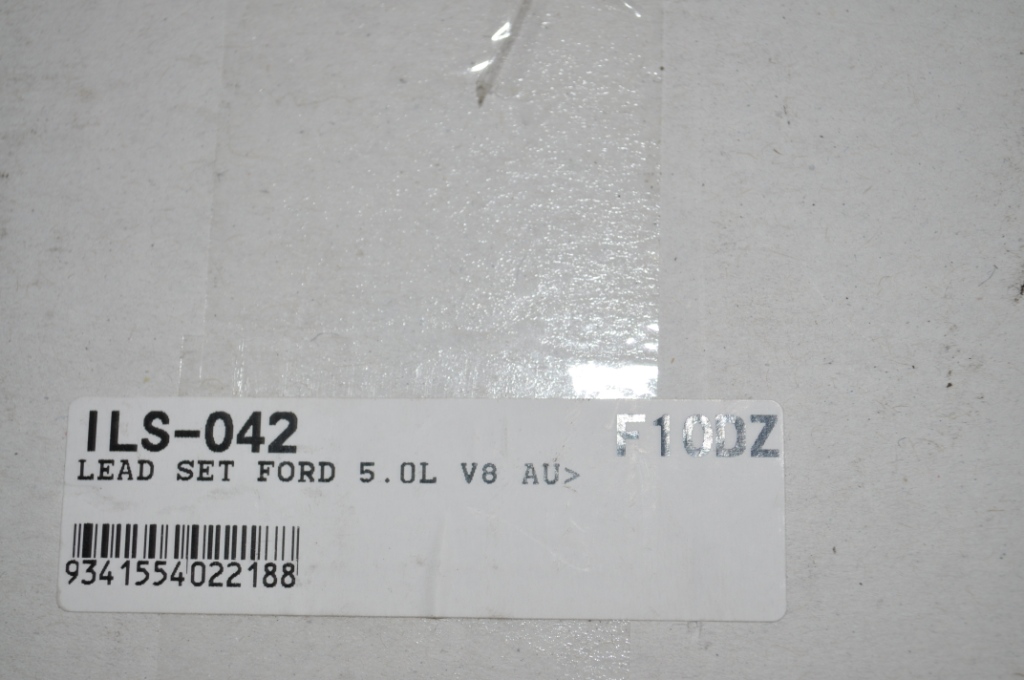 ILS-042 F10DZ
LEAD SET FORD 5.0L V8 AU>
9341554022188